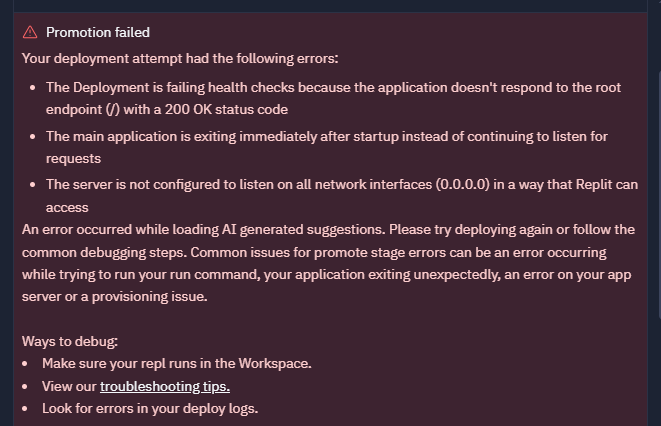 Promotion failed
Your deployment attempt had the following errors:
• The Deployment is failing health checks because the application doesn't respond to the root
endpoint (/) with a 200 OK status code
• The main application is exiting immediately after startup instead of continuing to listen for
requests
• The server is not configured to listen on all network interfaces (0.0.0.0) in a way that Replit can
access
An error occurred while loading AI generated suggestions. Please try deploying again or follow the
common debugging steps. Common issues for promote stage errors can be an error occurring
while trying to run your run command, your application exiting unexpectedly, an error on your app
server or a provisioning issue.
Ways to debug:
• Make sure your repl runs in the Workspace.
• View our troubleshooting tips.
• Look for errors in your deploy logs.